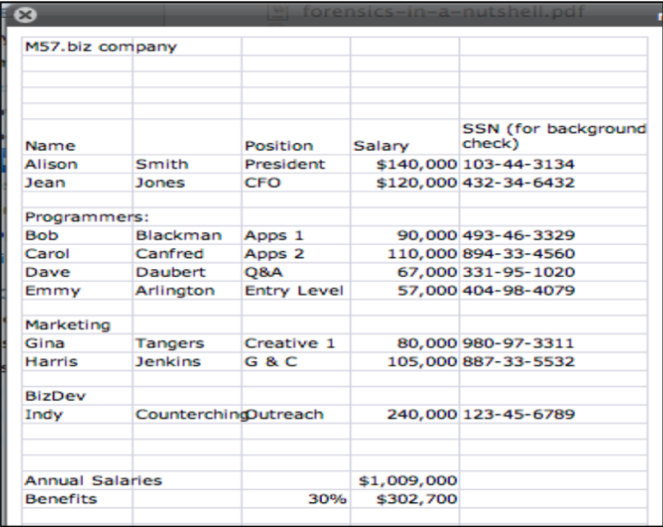 forensics-in-a-nutshell.pdf
M57.biz company
SSN (for background
Name Position Salary check)
Alison Smith President $140,000 103-44-3134
Jean Jones CFO $120,000 432-34-6432
Programmers:
Bob Blackman Apps 1 90,000 493-46-3329
Carol Canfred Apps 2 110,000 894-33-4560
Dave Daubert Q&A 67,000 331-95-1020
Emmy Arlington Entry Level 57,000 404-98-4079
Marketing
Gina Tangers Creative 1 80,000 980-97-3311
Harris Jenkins G & C 105,000 887-33-5532
BizDev
Indy Counterching Outreach 240,000 123-45-6789
Annual Salaries $1,009,000
Benefits 30% $302,700